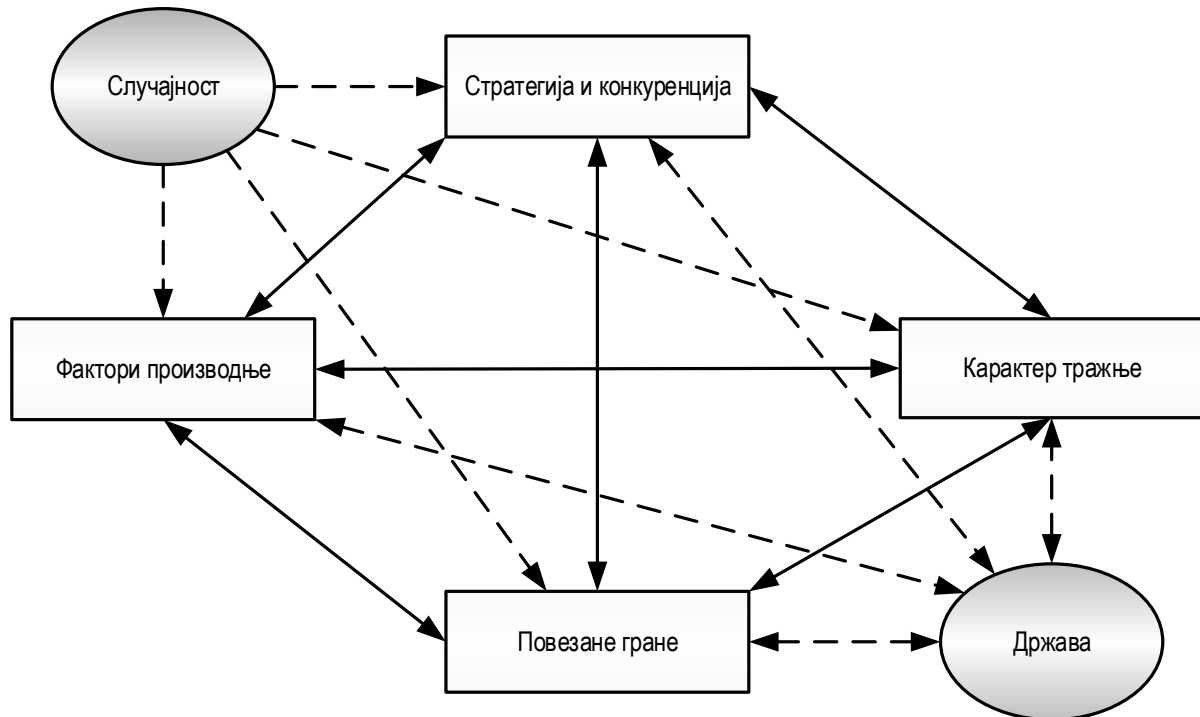 Случајност
Стратегија и конкуренција
Фактори производње
Карактер тражње
Повезане гране
Држава